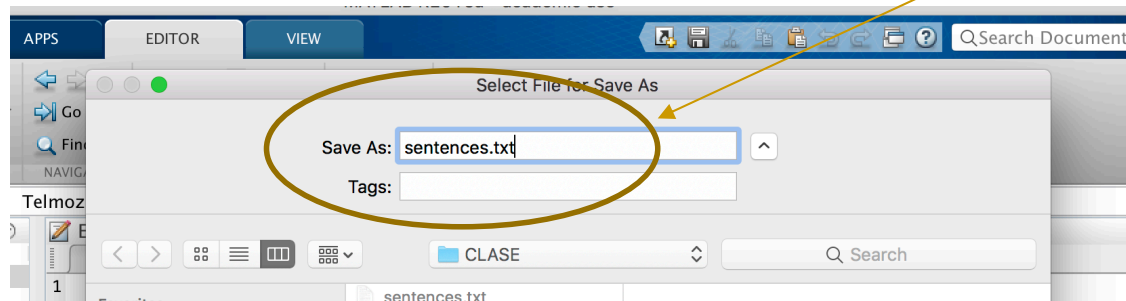 APPS EDITOR VIEW Search Document
Select File for Save As
Go
Save As: sentences.txt
Fin
NAVIG
Tags:
Telmoz
E
CLASE Search
1
sentences.txt